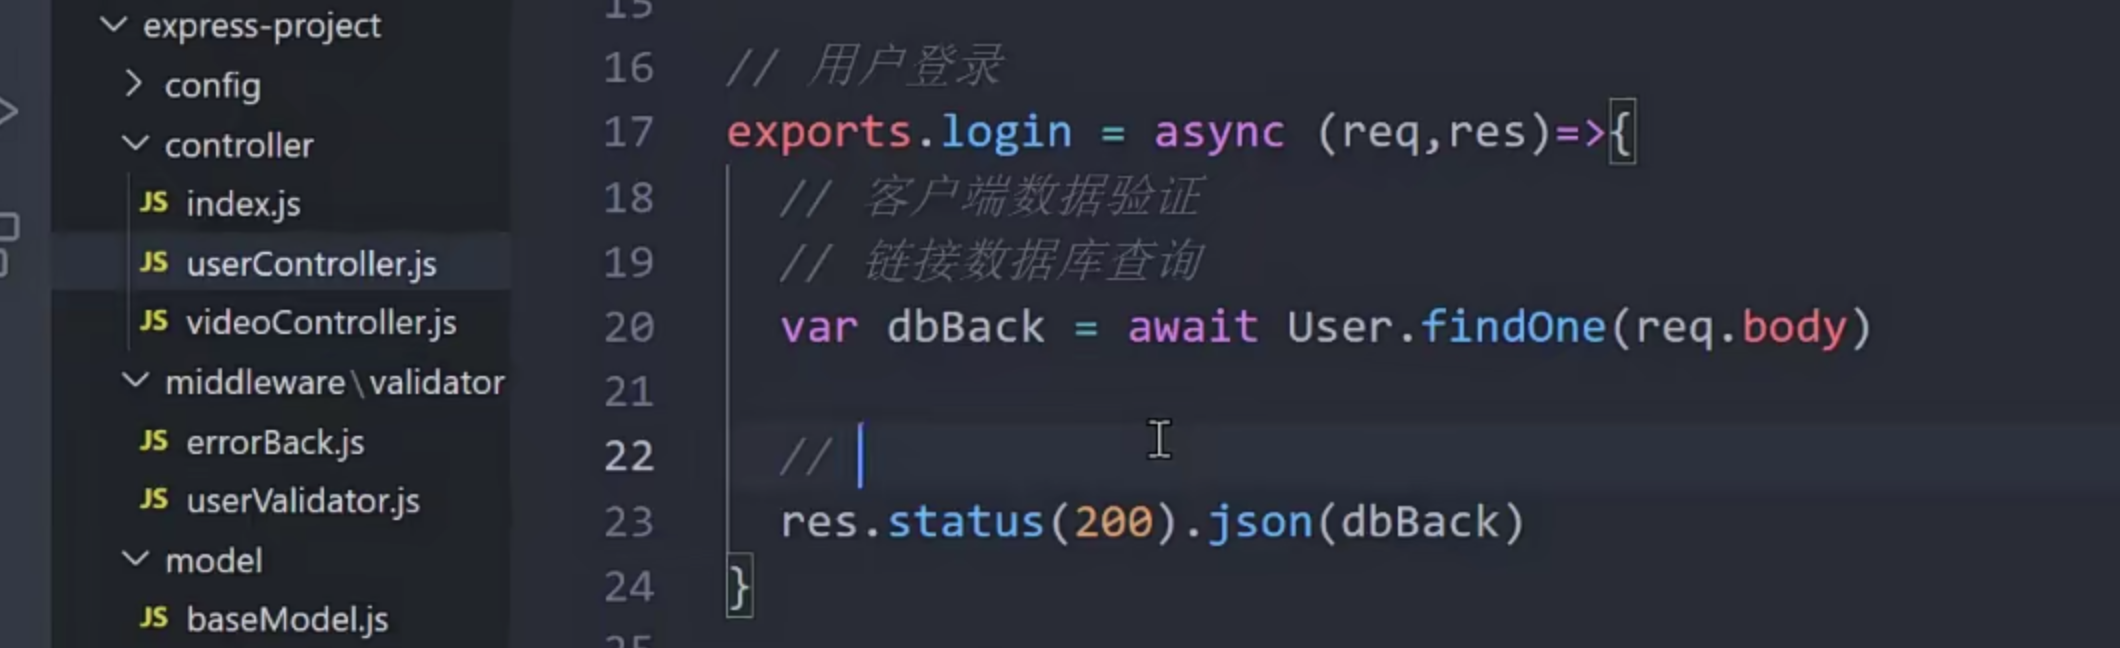 express-project
config
controller
JS index.js
JS userController.js
JS videoController.js
middleware\validator
JS errorBack.js
JS userValidator.js
model
JS baseModel.js
15
16 // 用户登录
17 exports.login = async (req,res)=>{
18 // 客户端数据验证
19 // 链接数据库查询
20 var dbBack = await User.findOne(req.body)
21
22 //
23 res.status(200).json(dbBack)
24 }
25